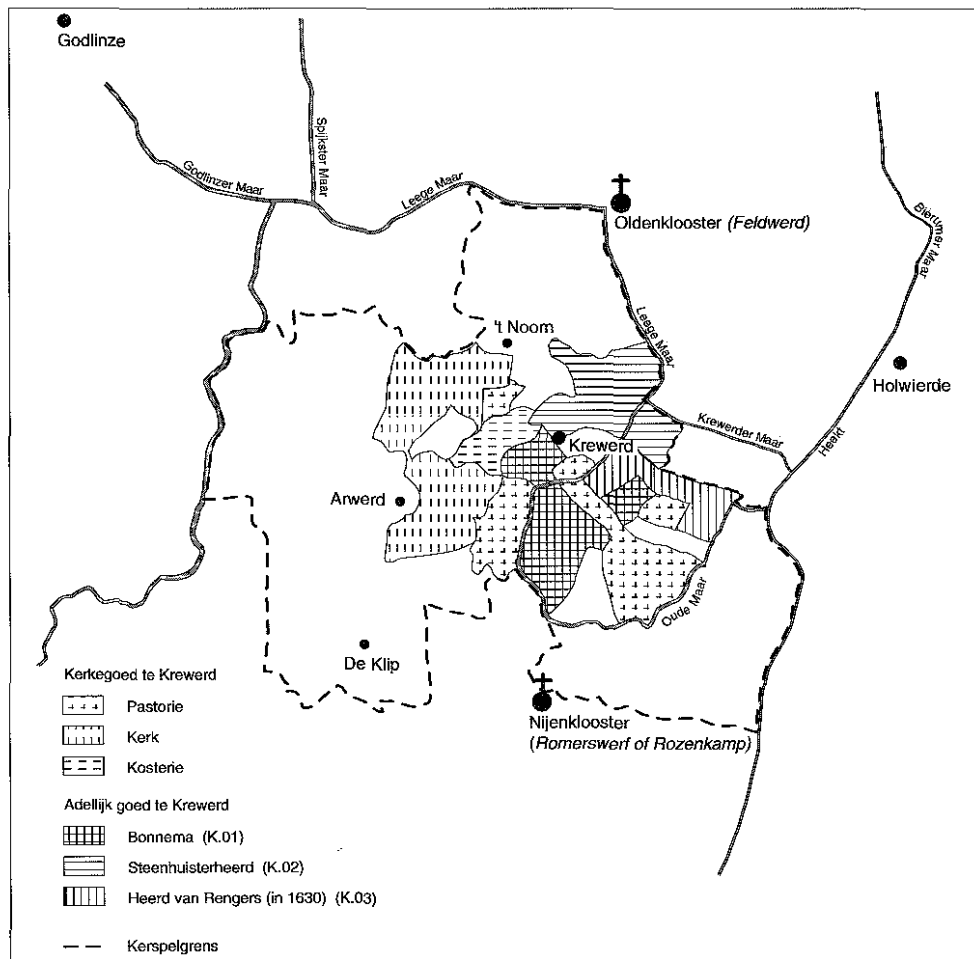 Godlinze
Spijkster Maar
Godlinzer Maar
Leege Maar
Oldenklooster (Feldwerd)
Bierumer Maar
Leege Maar
't Noorn
Holwierde
Krewerder Maar
Heekt
Krewerd
Arwerd
Oude Maar
De Klip
Nijenklooster
(Romerswerf of Rozenkamp)
Kerkegoed te Krewerd
Pastorie
Kerk
Kosterie
Adellijk goed te Krewerd
Bonnema (K.01)
Steenhuisterheerd (K.02)
Heerd van Rengers (in 1630) (K.03)
Kerspelgrens